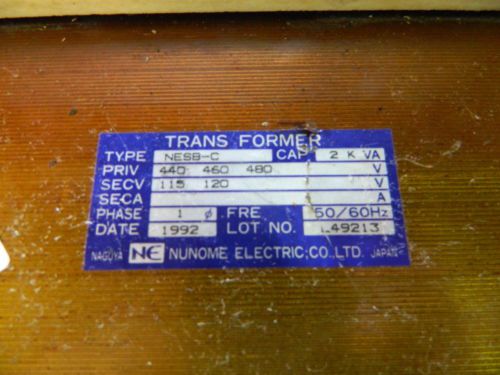 TRANS FORMER
TYPE NESB-C CAP 2 K VA
PRIV 440 460 480 V
SECV 115 120 V
SECA A
PHASE 1 ø FRE 50/60Hz
DATE 1992 LOT NO. L49213
NAGOYA NE NUNOME ELECTRIC;CO.,LTD. JAPAN